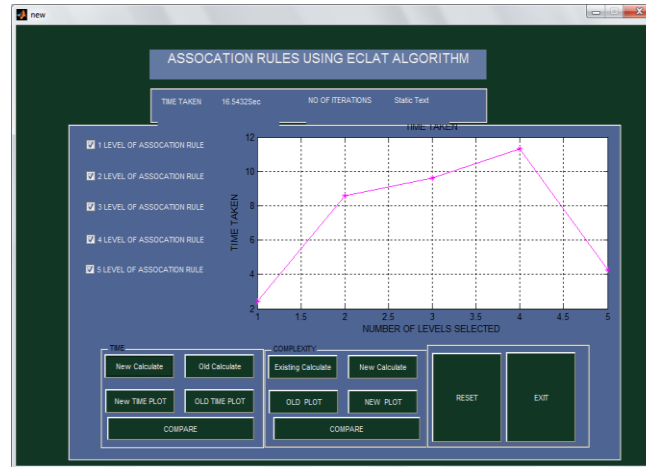 new
ASSOCATION RULES USING ECLAT ALGORITHM
TIME TAKEN 16.5432Sec NO OF ITERATIONS Static Text
1 LEVEL OF ASSOCATION RULE
2 LEVEL OF ASSOCATION RULE
3 LEVEL OF ASSOCATION RULE
4 LEVEL OF ASSOCATION RULE
5 LEVEL OF ASSOCATION RULE
TIME TAKEN
TIME TAKEN
12
10
8
6
4
2
1 1.5 2 2.5 3 3.5 4 4.5 5
NUMBER OF LEVELS SELECTED
TIME
New Calculate Old Calculate
New TIME PLOT OLD TIME PLOT
COMPARE
COMPLEXITY
Existing Calculate New Calculate
OLD PLOT NEW PLOT
COMPARE
RESET EXIT